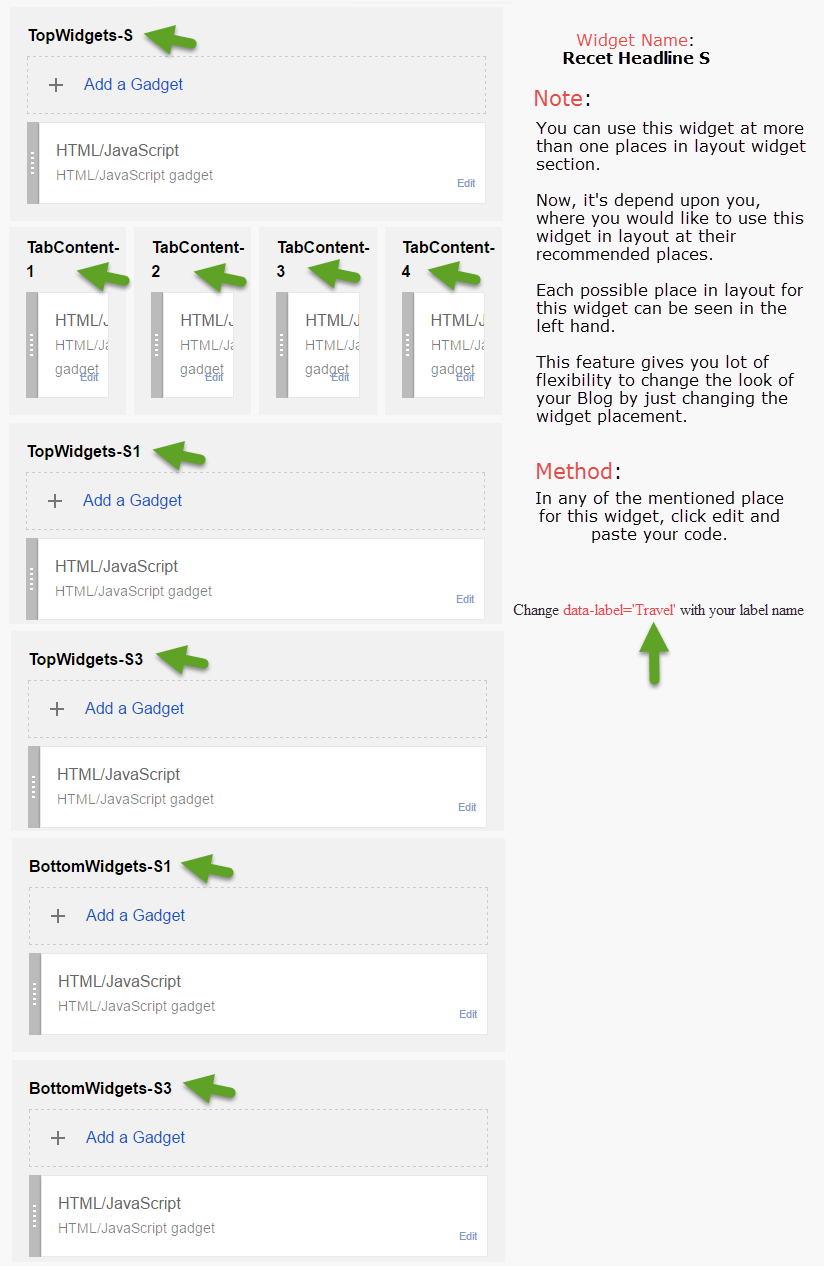 TopWidgets-S
Add a Gadget
HTML/JavaScript
HTML/JavaScript gadget
Edit
TabContent-
1
HTML/J
HTML/Ja
gadget
Edit
TabContent-
2
HTML/J
HTML/Ja
gadget
Edit
TabContent-
3
HTML/J
HTML/Ja
gadget
Edit
TabContent-
4
HTML/J
HTML/Ja
gadget
Edit
TopWidgets-S1
Add a Gadget
HTML/JavaScript
HTML/JavaScript gadget
Edit
TopWidgets-S3
Add a Gadget
HTML/JavaScript
HTML/JavaScript gadget
Edit
BottomWidgets-S1
Add a Gadget
HTML/JavaScript
HTML/JavaScript gadget
Edit
BottomWidgets-S3
Add a Gadget
HTML/JavaScript
HTML/JavaScript gadget
Edit
Widget Name:
Recet Headline S
Note:
You can use this widget at more
than one places in layout widget
section.
Now, it's depend upon you,
where you would like to use this
widget in layout at their
recommended places.
Each possible place in layout for
this widget can be seen in the
left hand.
This feature gives you lot of
flexibility to change the look of
your Blog by just changing the
widget placement.
Method:
In any of the mentioned place
for this widget, click edit and
paste your code.
Change data-label='Travel' with your label name